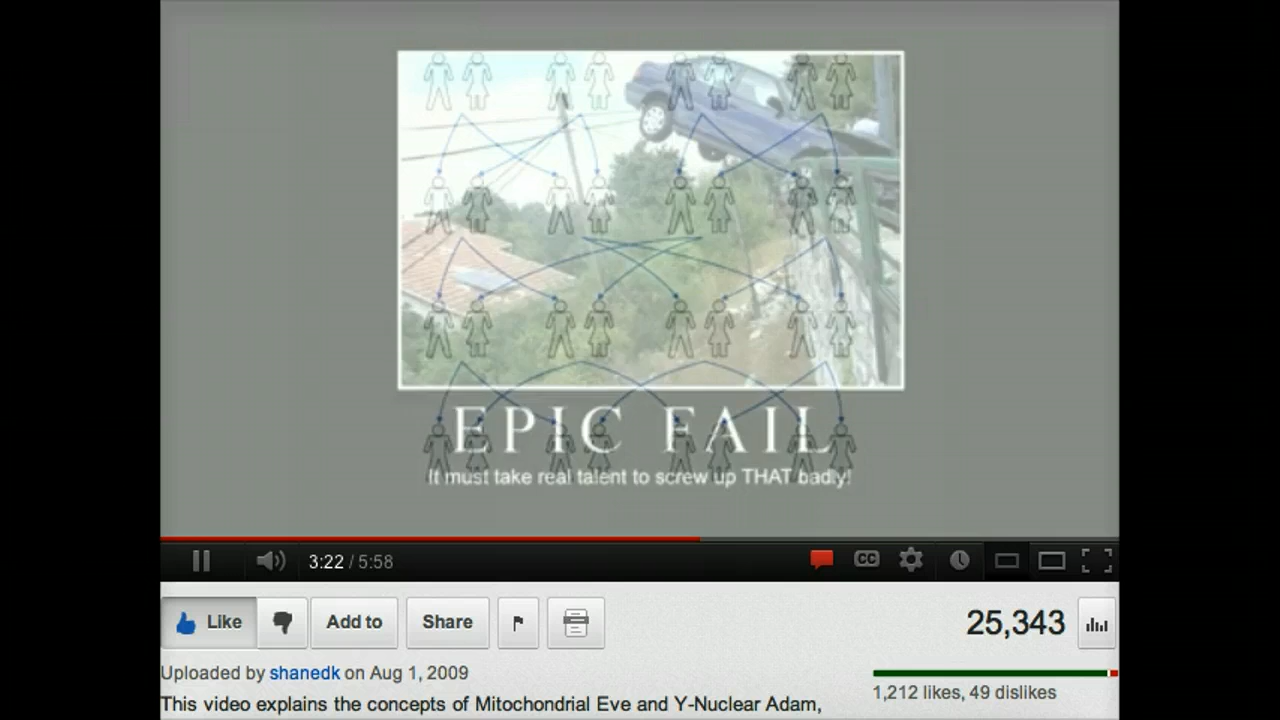 EPIC FAIL
It must take real talent to screw up THAT badly!
3:22 / 5:58
CC
Like
Add to
Share
25,343
Uploaded by shanedk on Aug 1, 2009
1,212 likes, 49 dislikes
This video explains the concepts of Mitochondrial Eve and Y-Nuclear Adam,